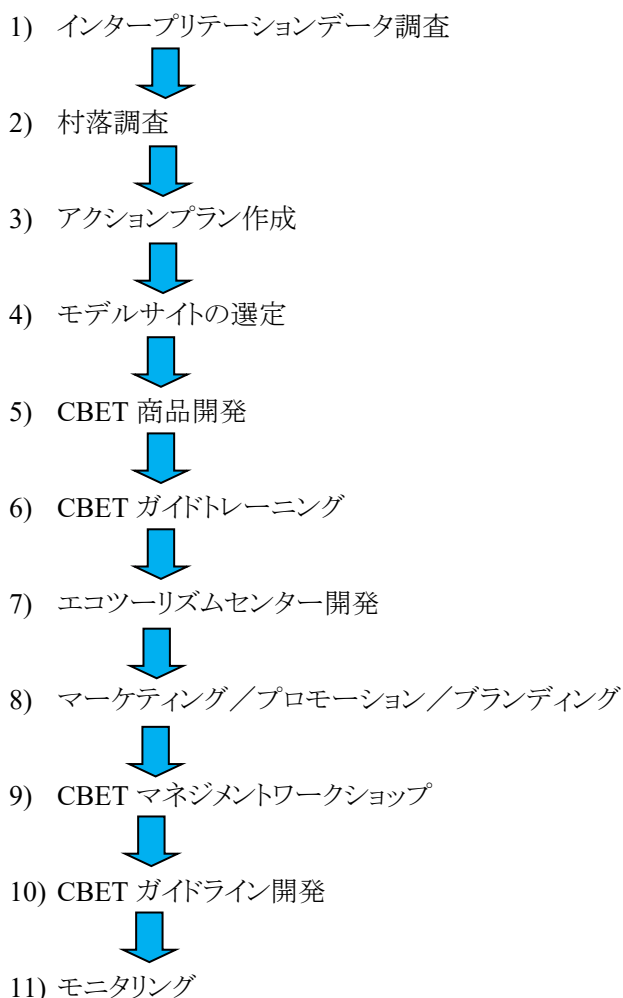 1) インタープリテーションデータ調査
2) 村落調査
3) アクションプラン作成
4) モデルサイトの選定
5) CBET 商品開発
6) CBET ガイドトレーニング
7) エコツーリズムセンター開発
8) マーケティング／プロモーション／ブランディング
9) CBET マネジメントワークショップ
10) CBET ガイドライン開発
11) モニタリング